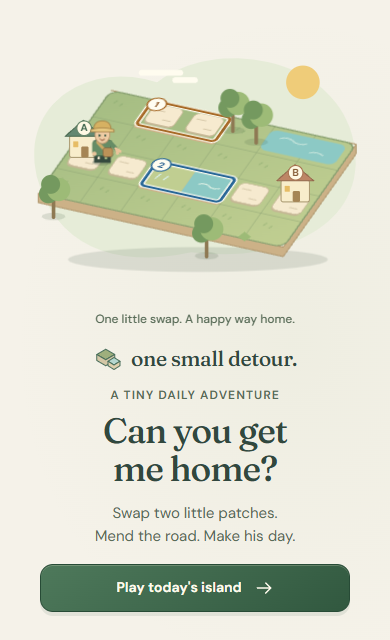 1
A
2
B
One little swap. A happy way home.
one small detour.
A TINY DAILY ADVENTURE
Can you get
me home?
Swap two little patches.
Mend the road. Make his day.
Play today's island →